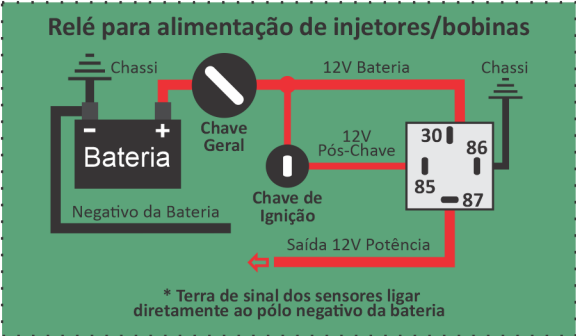 Relé para alimentação de injetores/bobinas
Chassi
12V Bateria
Chassi
Chave
Geral
- +
Bateria
12V
Pós-Chave
30
86
85
87
Chave de
Ignição
Negativo da Bateria
Saída 12V Potência
* Terra de sinal dos sensores ligar
diretamente ao pólo negativo da bateria